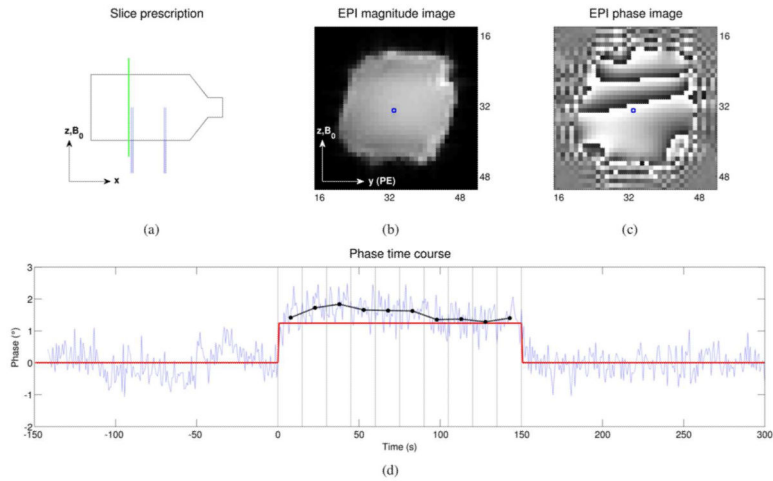 Slice prescription
EPI magnitude image
EPI phase image
z,B0
x
z,B0
y (PE)
16
32
48
16
32
48
16
32
48
16
32
48
(a)
(b)
(c)
Phase time course
Phase (°)
3
2
1
0
-1
-2
-150
-100
-50
0
50
100
150
200
250
300
Time (s)
(d)